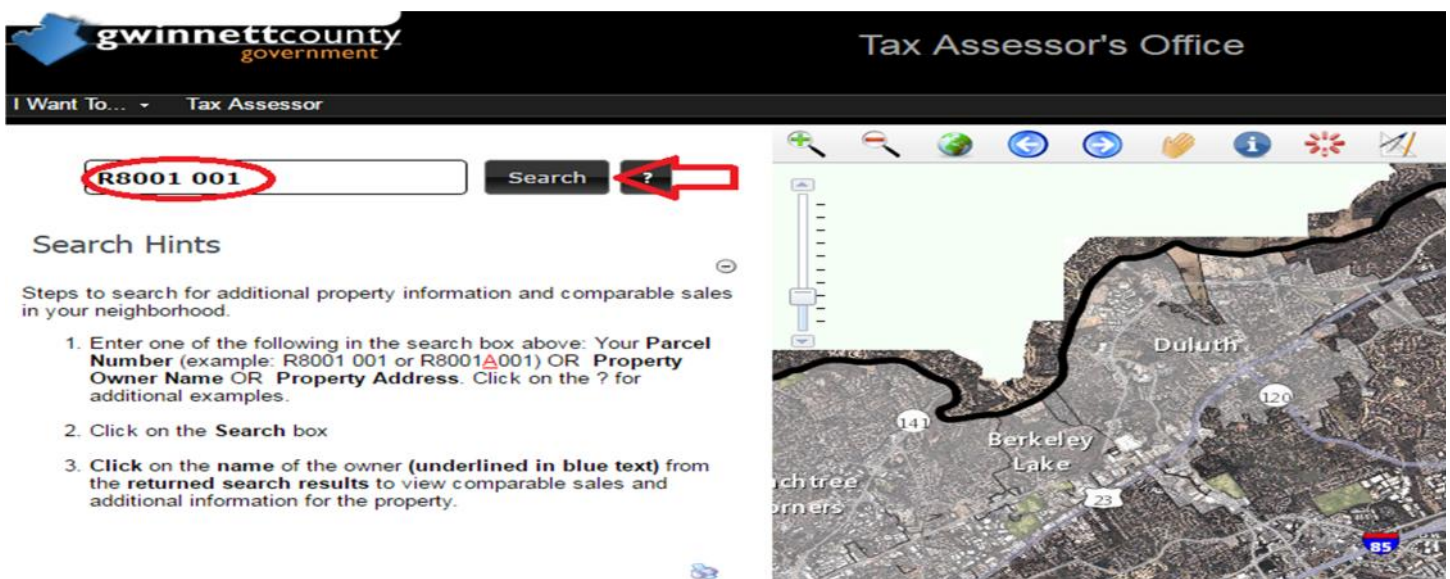 gwinnettcounty
government
Tax Assessor's Office
I Want To...
Tax Assessor
R8001 001
Search
?
Search Hints
Steps to search for additional property information and comparable sales
in your neighborhood.
1. Enter one of the following in the search box above: Your Parcel
Number (example: R8001 001 or R8001A001) OR Property
Owner Name OR Property Address. Click on the ? for
additional examples.
2. Click on the Search box
3. Click on the name of the owner (underlined in blue text) from
the returned search results to view comparable sales and
additional information for the property.
Duluth
120
141
Berkeley
Lake
chtree
orners
23
85